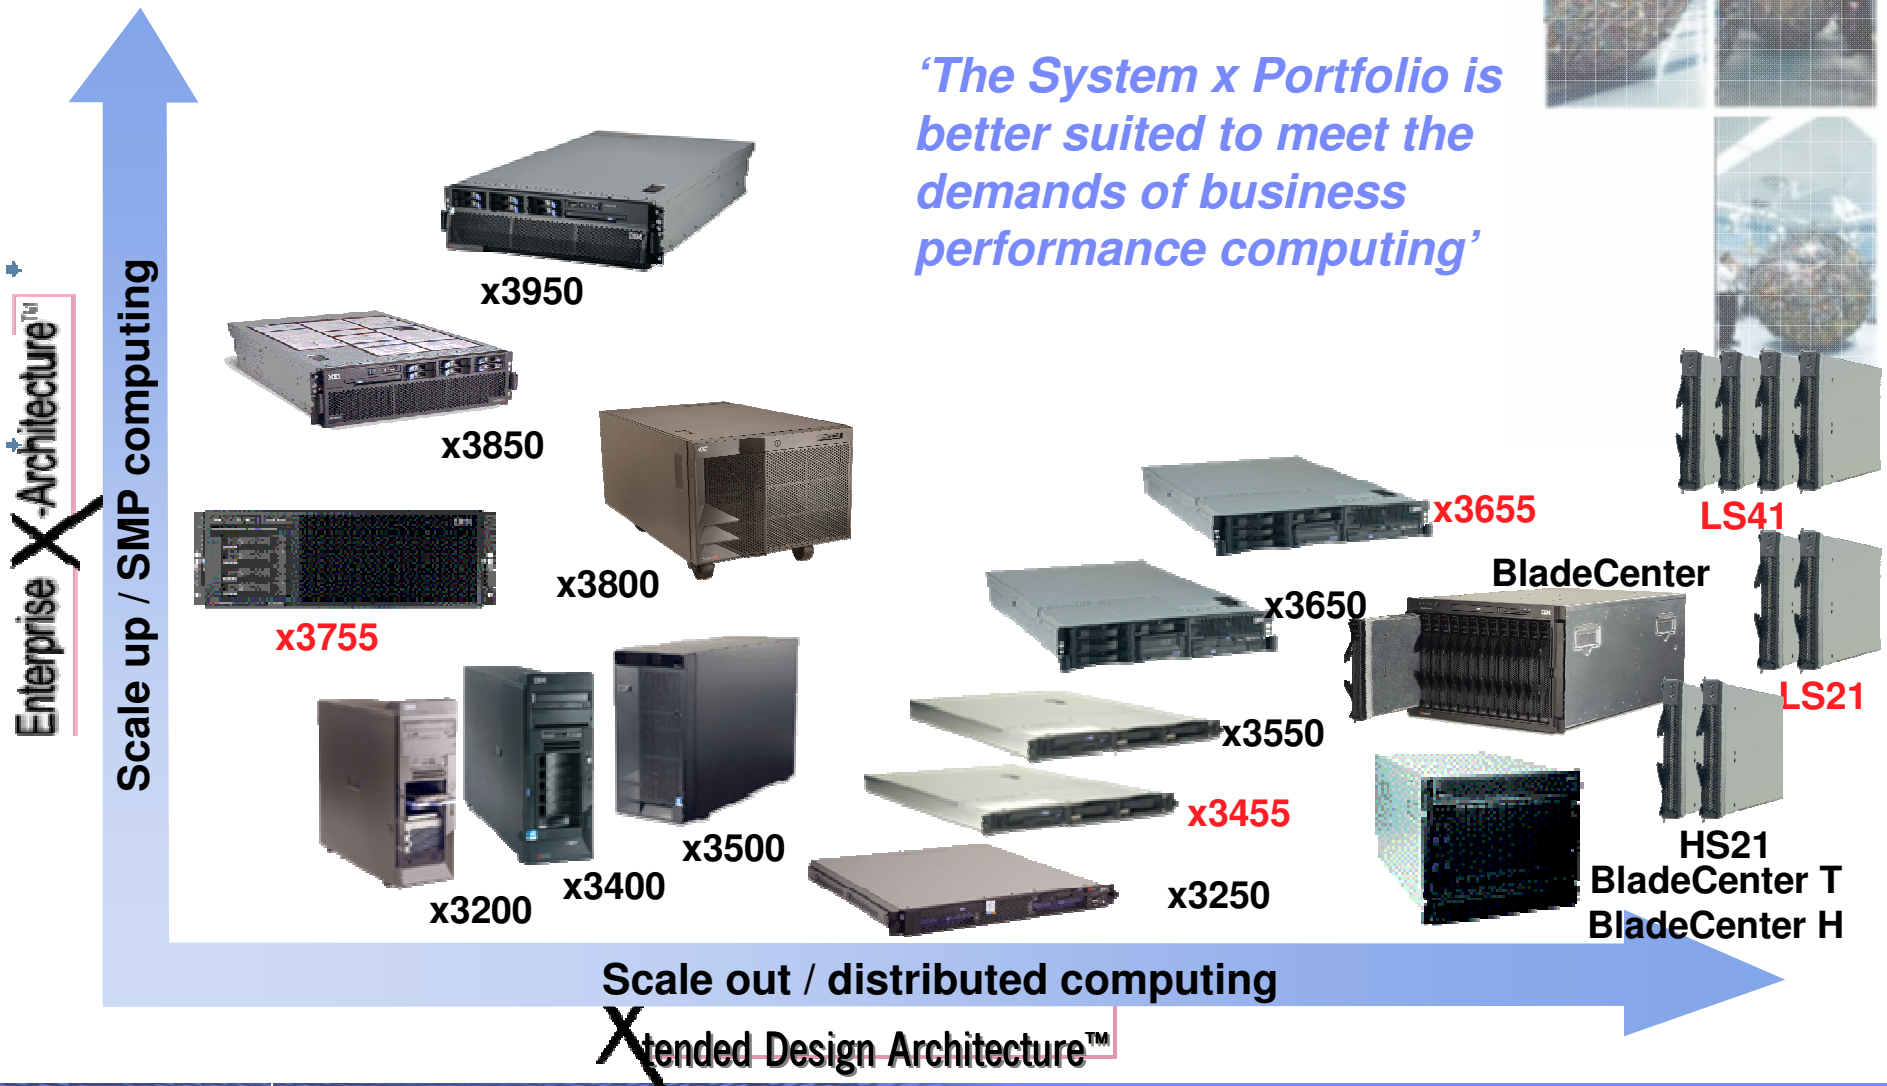 ‘The System x Portfolio is
better suited to meet the
demands of business
performance computing’
x3950
x3850
x3800
x3755
x3655
LS41
BladeCenter
x3650
LS21
x3550
x3455
x3500
HS21
x3400
x3200
x3250
BladeCenter T
BladeCenter H
Enterprise X-Architecture™
Scale up / SMP computing
Scale out / distributed computing
Xtended Design Architecture™